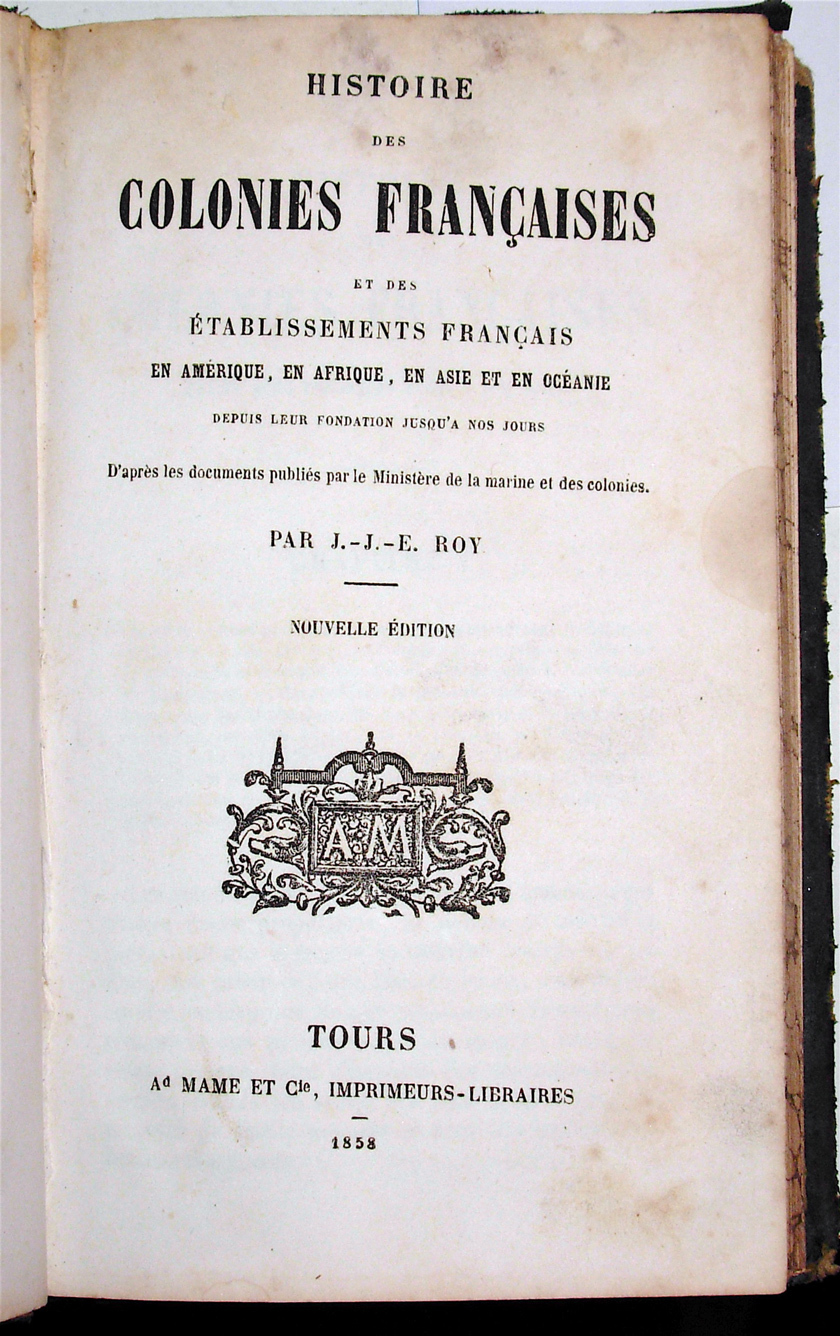 HISTOIRE
DES
COLONIES FRANÇAISES
ET DES
ÉTABLISSEMENTS FRANÇAIS
EN AMÉRIQUE, EN AFRIQUE, EN ASIE ET EN OCÉANIE
DEPUIS LEUR FONDATION JUSQU'A NOS JOURS
D'après les documents publiés par le Ministère de la marine et des colonies.
PAR J.-J.-E. ROY
NOUVELLE ÉDITION
A M
TOURS
Ad MAME ET Cie, IMPRIMEURS-LIBRAIRES
1858